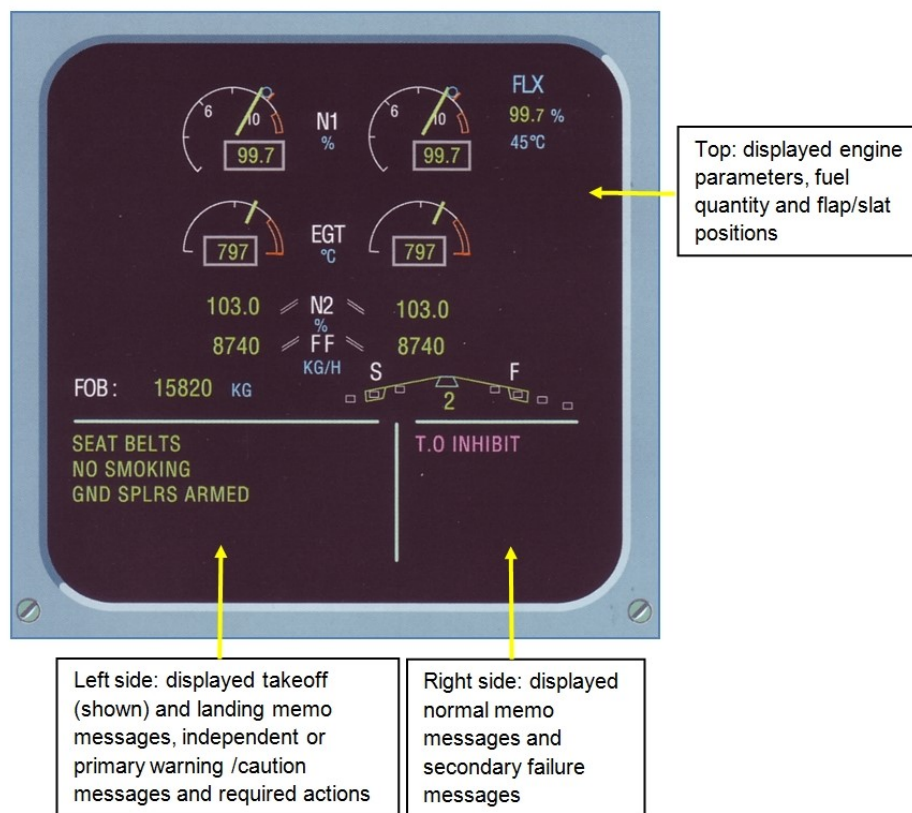 FLX
6 10 N1 6 10 99.7 %
% 45°C
99.7 99.7
EGT
797 °C 797
103.0 N2 103.0
%
8740 FF 8740
KG/H
S F
FOB: 15820 KG
2
SEAT BELTS
NO SMOKING
GND SPLRS ARMED
T.O INHIBIT
Top: displayed engine
parameters, fuel
quantity and flap/slat
positions
Left side: displayed takeoff
(shown) and landing memo
messages, independent or
primary warning /caution
messages and required actions
Right side: displayed
normal memo
messages and
secondary failure
messages